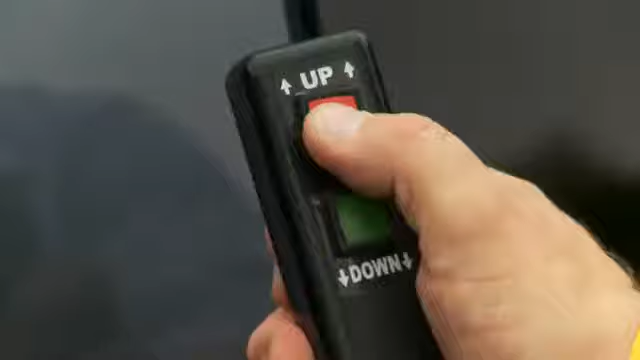 ↑ UP ↑
↓DOWN↓